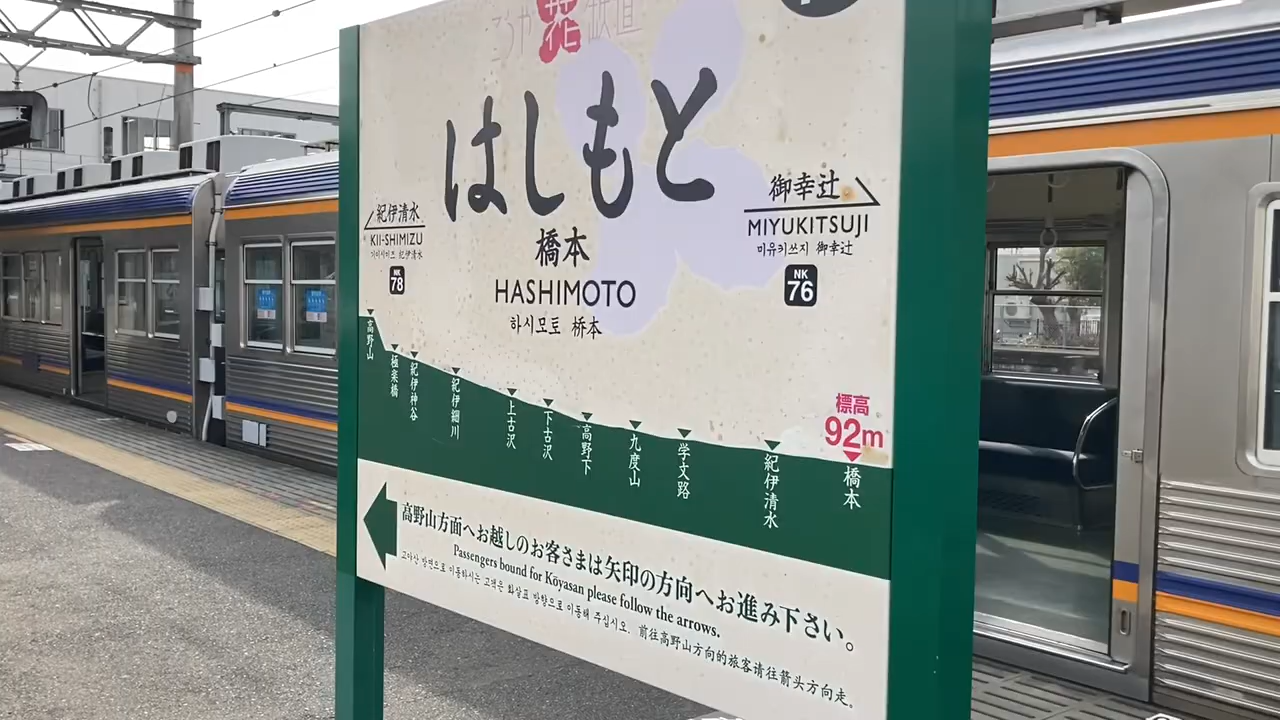 花鉄道
はしもと
橋本
HASHIMOTO
하시모토 桥本
紀伊清水
KII-SHIMIZU
기이시미즈 纪伊清水
NK
78
御幸辻
MIYUKITSUJI
미유키쓰지 御幸辻
NK
76
高野山
極楽橋
紀伊神谷
紀伊細川
上古沢
下古沢
高野下
九度山
学文路
紀伊清水
橋本
標高
92m
高野山方面へお越しのお客さまは矢印の方向へお進み下さい。
Passengers bound for Kōyasan please follow the arrows.
고야산 방면으로 이동하시는 고객은 화살표 방향으로 이동해 주십시오. 前往高野山方向的旅客请往箭头方向走。